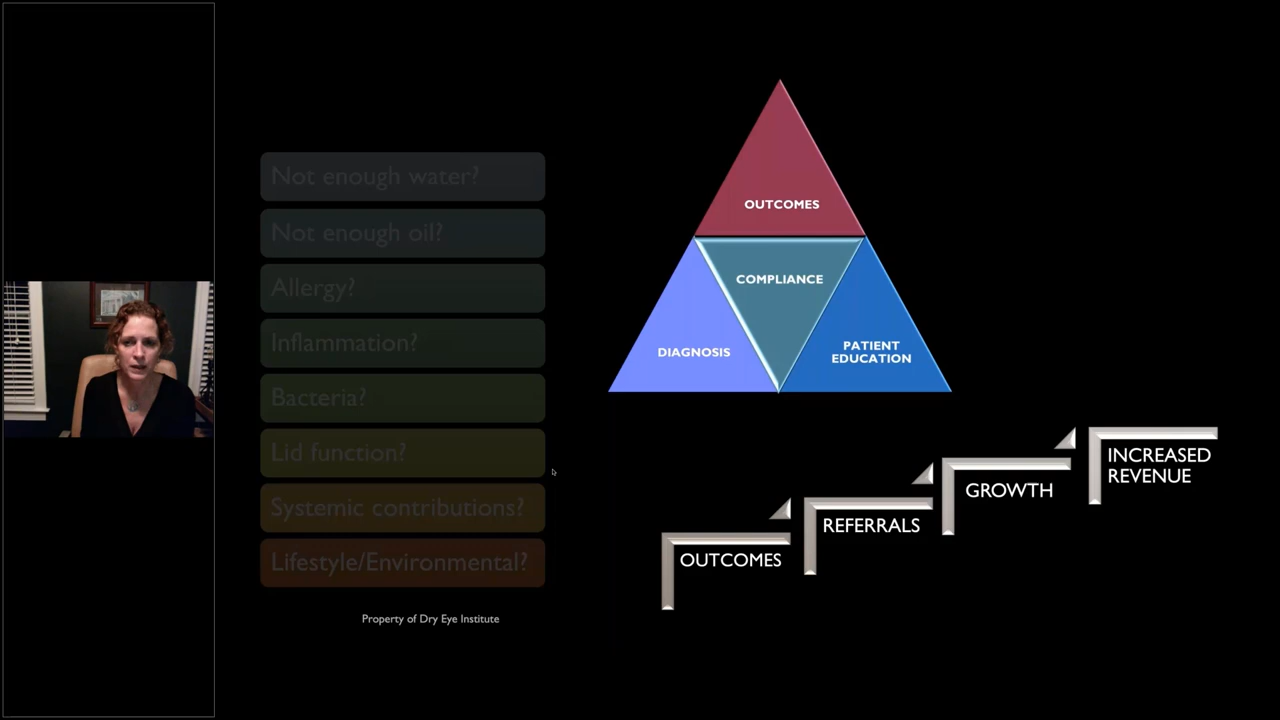 Not enough water?
Not enough oil?
Allergy?
Inflammation?
Bacteria?
Lid function?
Systemic contributions?
Lifestyle/Environmental?
Property of Dry Eye Institute
OUTCOMES
COMPLIANCE
DIAGNOSIS
PATIENT
EDUCATION
OUTCOMES
REFERRALS
GROWTH
INCREASED
REVENUE